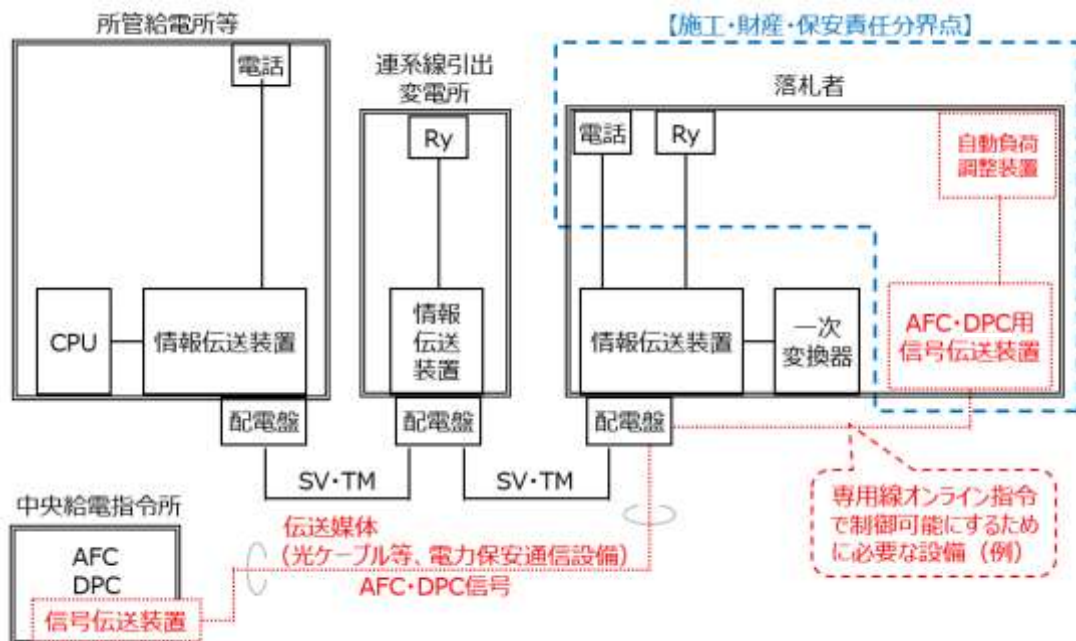 所管給電所等
電話
CPU
情報伝送装置
配電盤
連系線引出
変電所
Ry
情報
伝送
装置
配電盤
【施工・財産・保安責任分界点】
落札者
電話
Ry
自動負荷
調整装置
情報伝送装置
一次
変換器
AFC・DPC用
信号伝送装置
配電盤
SV・TM
SV・TM
専用線オンライン指令
で制御可能にするため
に必要な設備（例）
中央給電指令所
AFC
DPC
信号伝送装置
伝送媒体
(光ケーブル等、電力保安通信設備)
AFC・DPC信号